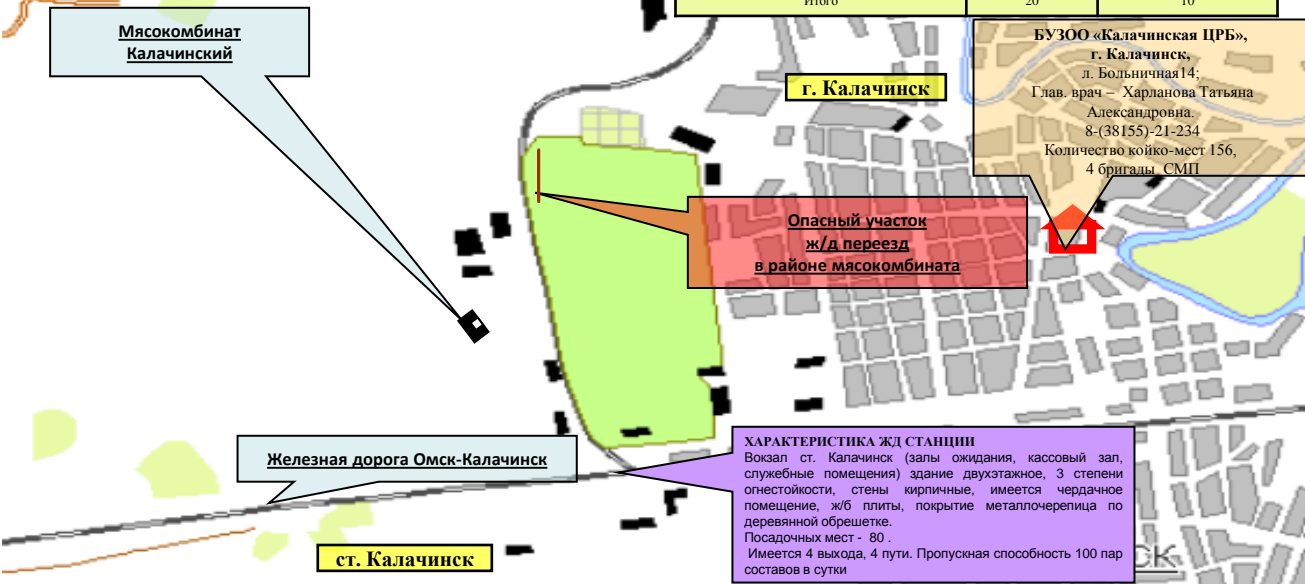 Итого 20 10
Мясокомбинат
Калачинский
г. Калачинск
БУЗОО «Калачинская ЦРБ»,
г. Калачинск,
л. Больничная14;
Глав. врач – Харланова Татьяна
Александровна.
8-(38155)-21-234
Количество койко-мест 156,
4 бригады СМП
Опасный участок
ж/д переезд
в районе мясокомбината
Железная дорога Омск-Калачинск
ХАРАКТЕРИСТИКА ЖД СТАНЦИИ
Вокзал ст. Калачинск (залы ожидания, кассовый зал,
служебные помещения) здание двухэтажное, 3 степени
огнестойкости, стены кирпичные, имеется чердачное
помещение, ж/б плиты, покрытие металлочерепица по
деревянной обрешетке.
Посадочных мест - 80 .
Имеется 4 выхода, 4 пути. Пропускная способность 100 пар
составов в сутки
ст. Калачинск